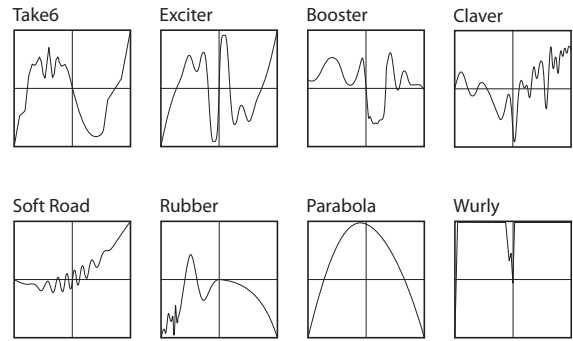 Take6
Exciter
Booster
Claver
Soft Road
Rubber
Parabola
Wurly